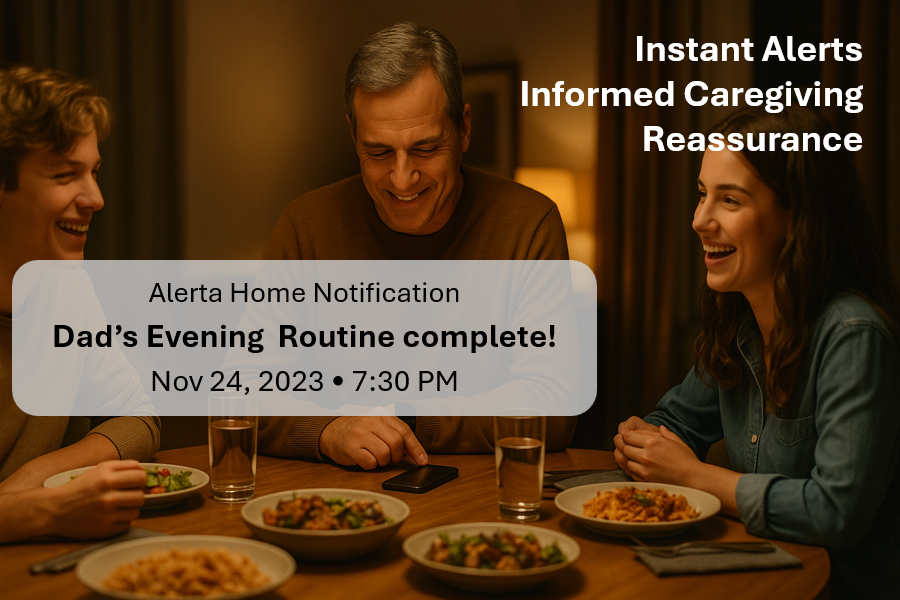 Instant Alerts
Informed Caregiving
Reassurance
Alerta Home Notification
Dad’s Evening  Routine complete!
Nov 24, 2023 • 7:30 PM